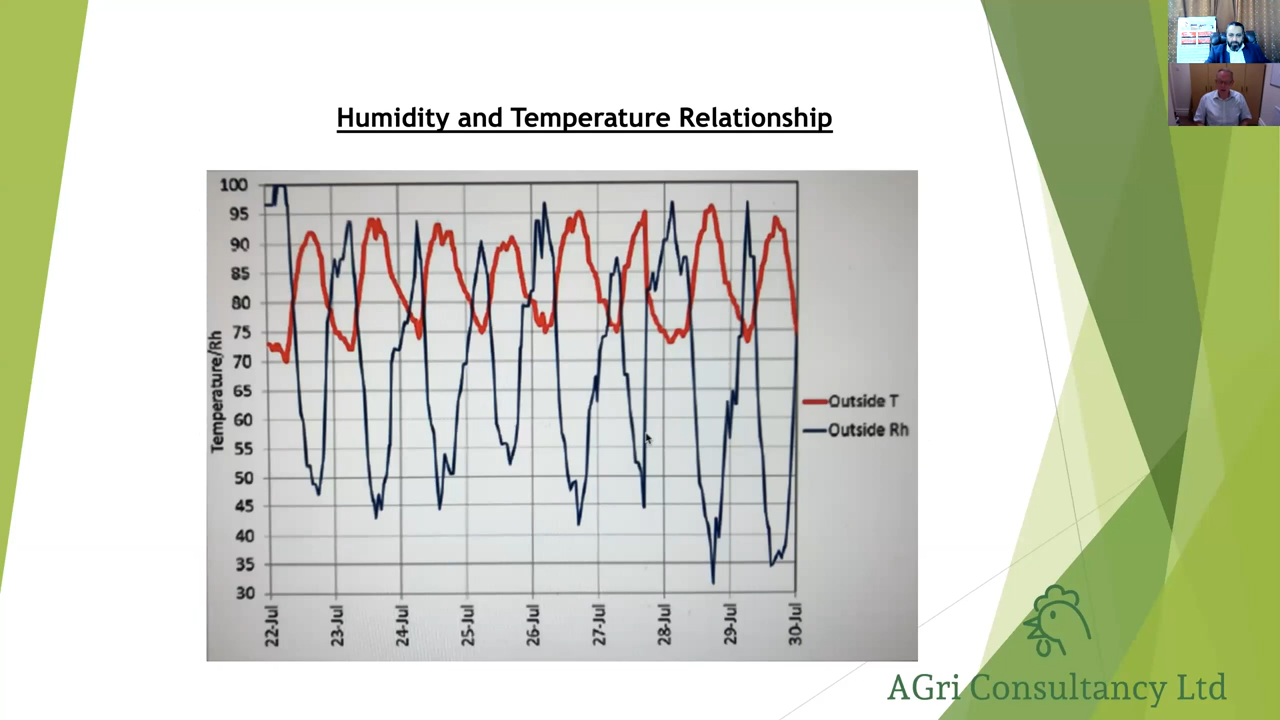 Humidity and Temperature Relationship
100
95
90
85
80
75
70
65
60
55
50
45
40
35
30
Temperature/Rh
22-Jul
23-Jul
24-Jul
25-Jul
26-Jul
27-Jul
28-Jul
29-Jul
30-Jul
Outside T
Outside Rh
AGri Consultancy Ltd